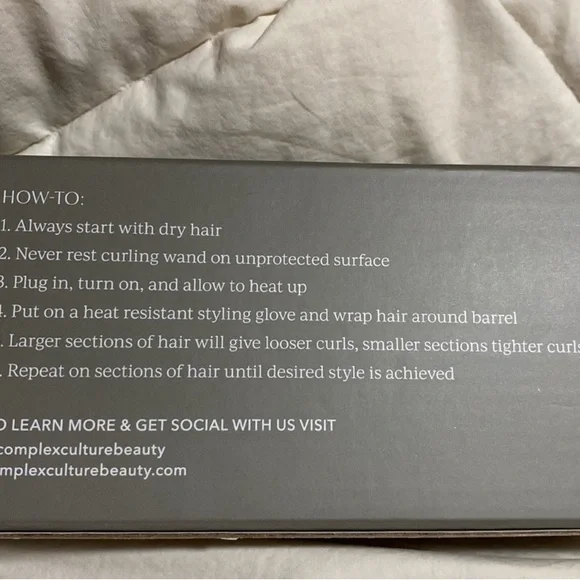 HOW-TO:
1. Always start with dry hair
2. Never rest curling wand on unprotected surface
3. Plug in, turn on, and allow to heat up
4. Put on a heat resistant styling glove and wrap hair around barrel
. Larger sections of hair will give looser curls, smaller sections tighter curls
. Repeat on sections of hair until desired style is achieved
O LEARN MORE & GET SOCIAL WITH US VISIT
complexculturebeauty
mplexculturebeauty.com